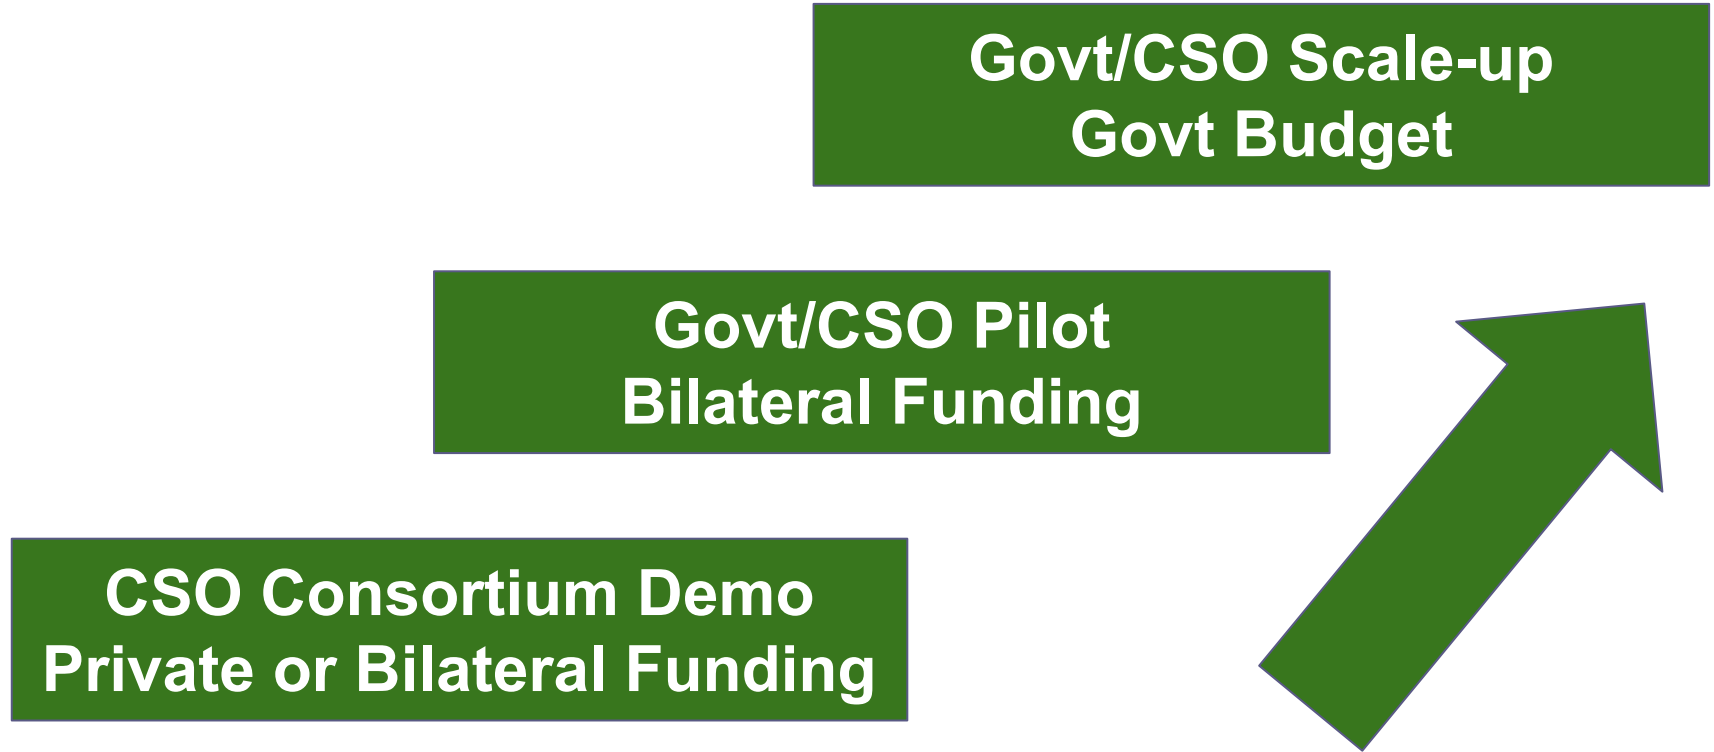 Govt/CSO Scale-up
Govt Budget
Govt/CSO Pilot
Bilateral Funding
CSO Consortium Demo
Private or Bilateral Funding